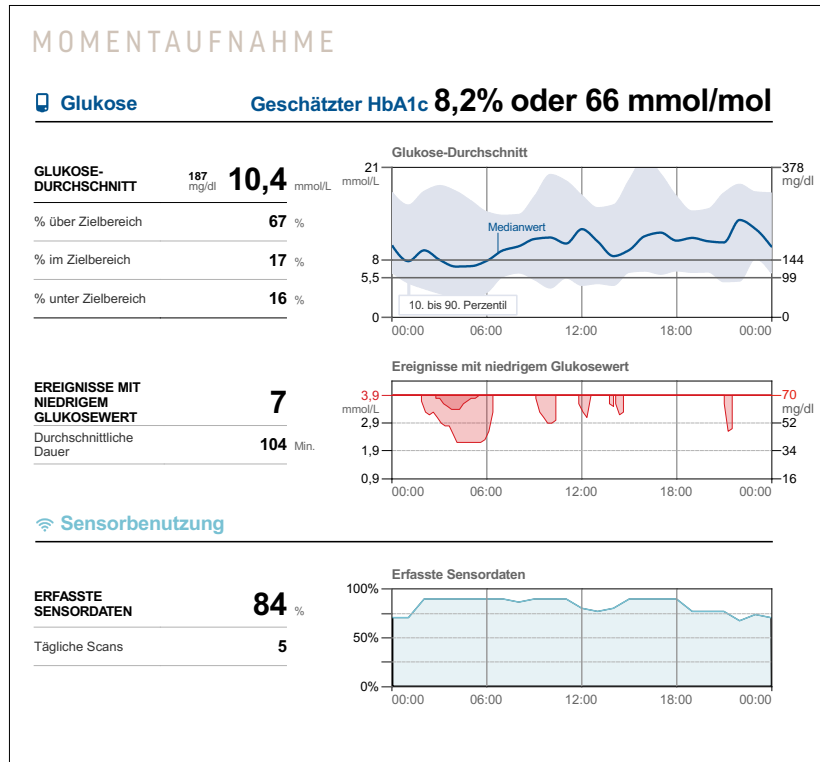 MOMENTAUFNAHME
Glukose
Geschätzter HbA1c 8,2% oder 66 mmol/mol
GLUKOSE-
DURCHSCHNITT
187
mg/dl
10,4 mmol/L
% über Zielbereich 67 %
% im Zielbereich 17 %
% unter Zielbereich 16 %
Glukose-Durchschnitt
21
mmol/L
8
5,5
0
378
mg/dl
144
99
0
Medianwert
10. bis 90. Perzentil
00:00 06:00 12:00 18:00 00:00
EREIGNISSE MIT
NIEDRIGEM
GLUKOSEWERT
7
Durchschnittliche
Dauer
104 Min.
Ereignisse mit niedrigem Glukosewert
3,9
mmol/L
2,9
1,9
0,9
70
mg/dl
52
34
16
00:00 06:00 12:00 18:00 00:00
Sensorbenutzung
ERFASSTE
SENSORDATEN
84 %
Tägliche Scans 5
Erfasste Sensordaten
100%
50%
0%
00:00 06:00 12:00 18:00 00:00